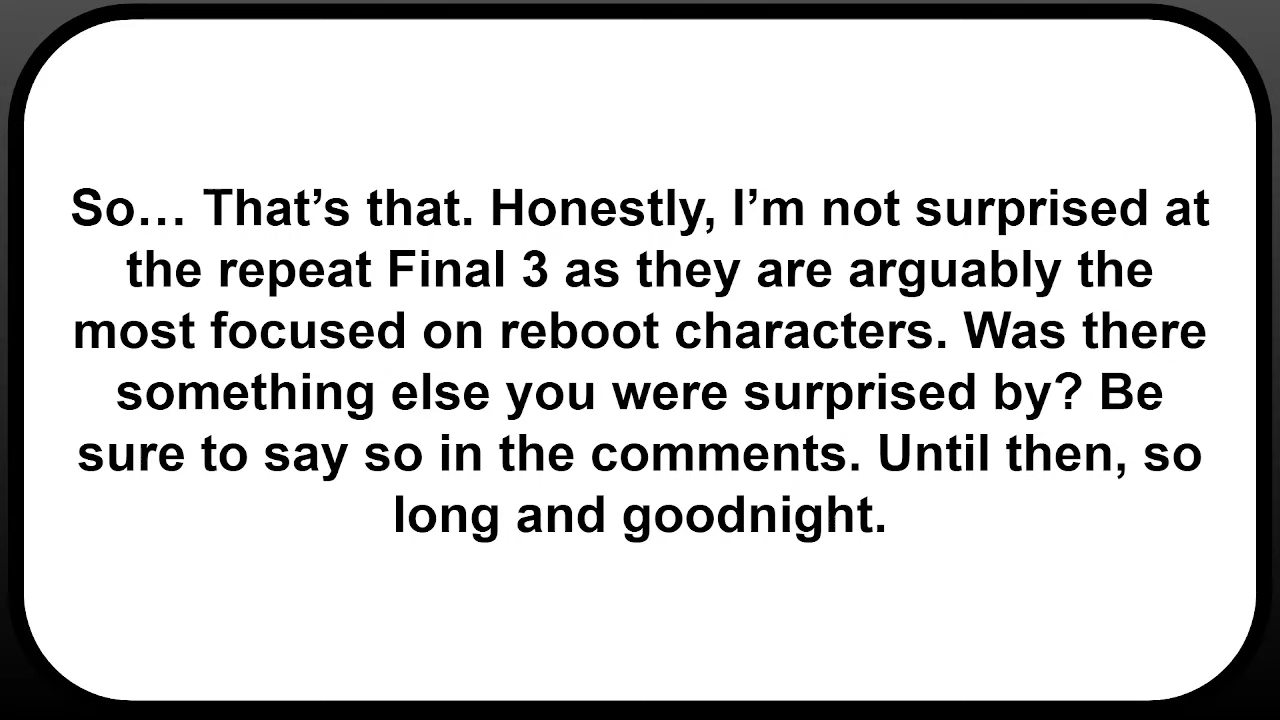 So… That’s that. Honestly, I’m not surprised at
the repeat Final 3 as they are arguably the
most focused on reboot characters. Was there
something else you were surprised by? Be
sure to say so in the comments. Until then, so
long and goodnight.